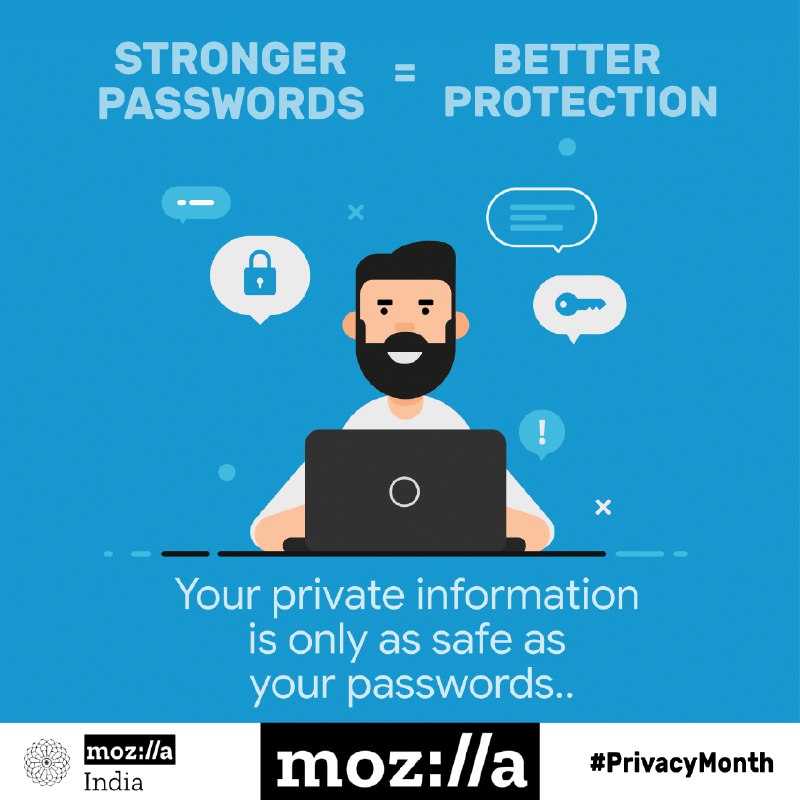 STRONGER
PASSWORDS
=
BETTER
PROTECTION
!
Your private information
is only as safe as
your passwords..
moz://a
India
moz://a
#PrivacyMonth